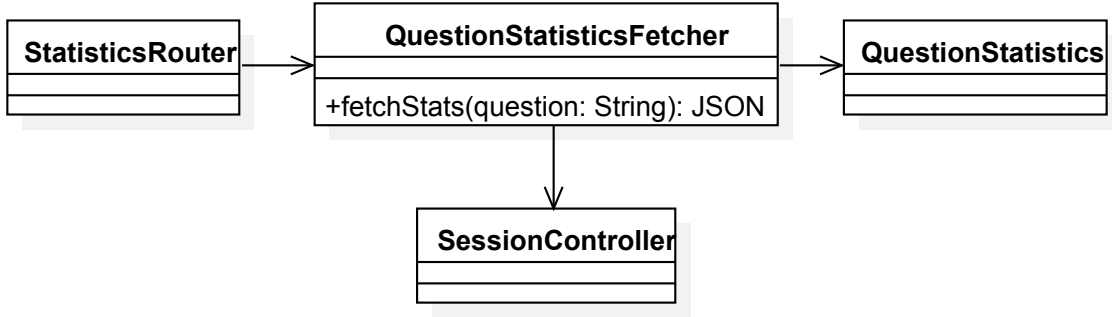 StatisticsRouter
QuestionStatisticsFetcher
+fetchStats(question: String): JSON
QuestionStatistics
SessionController